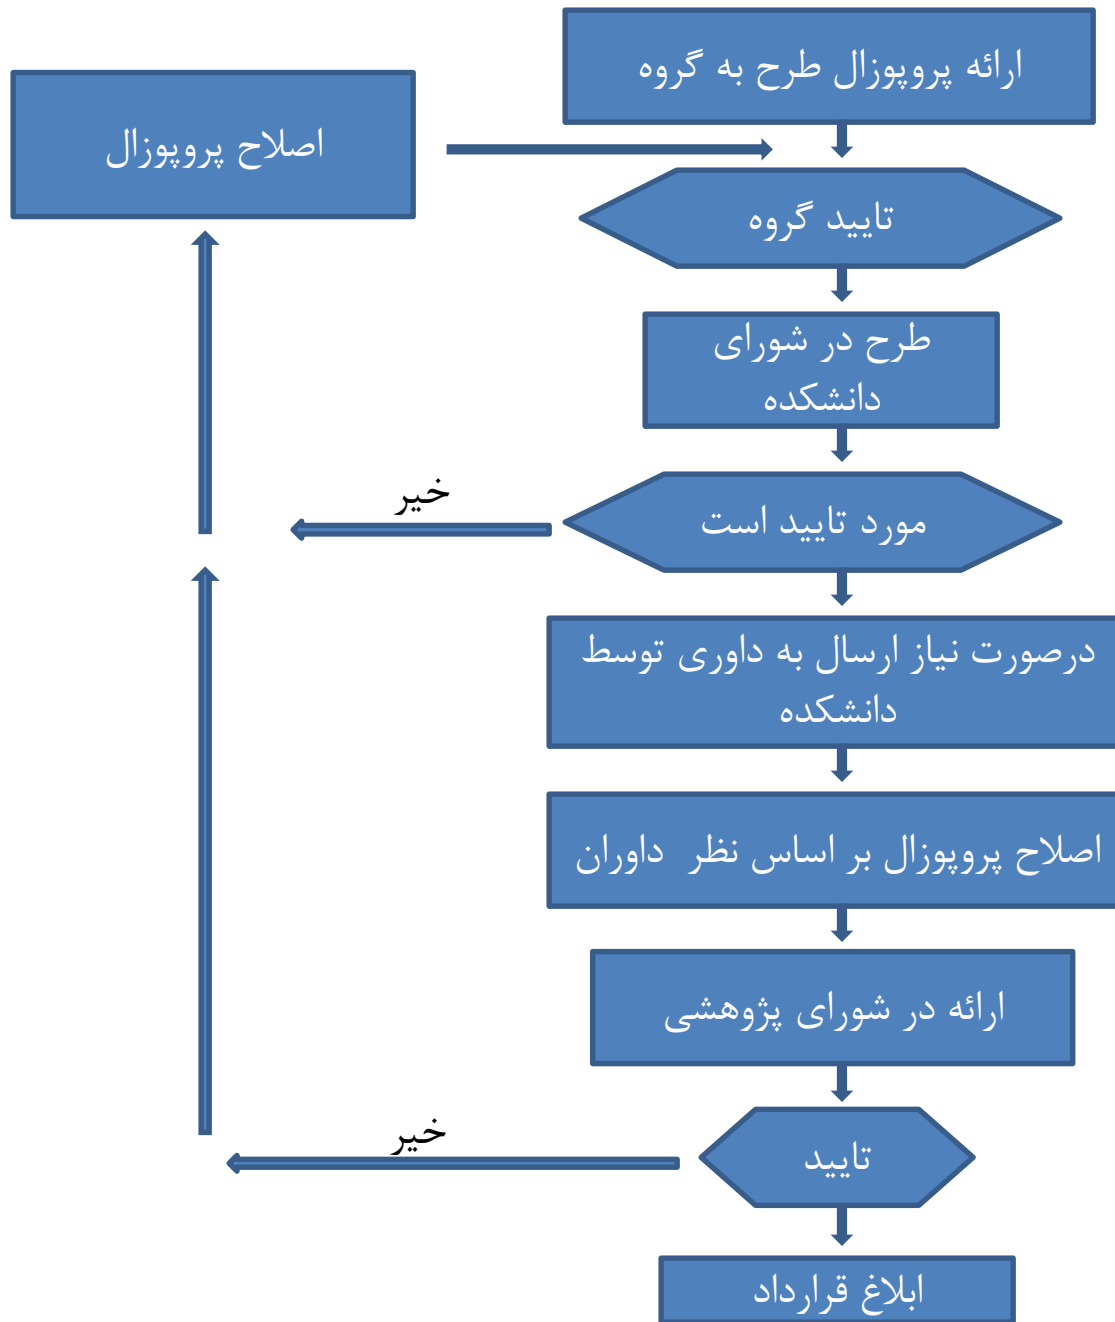 ارائه پروپوزال طرح به گروه
اصلاح پروپوزال
تایید گروه
طرح در شورای
دانشکده
خیر
مورد تایید است
درصورت نیاز ارسال به داوری توسط
دانشکده
اصلاح پروپوزال بر اساس نظر داوران
ارائه در شورای پژوهشی
خیر
تایید
ابلاغ قرارداد